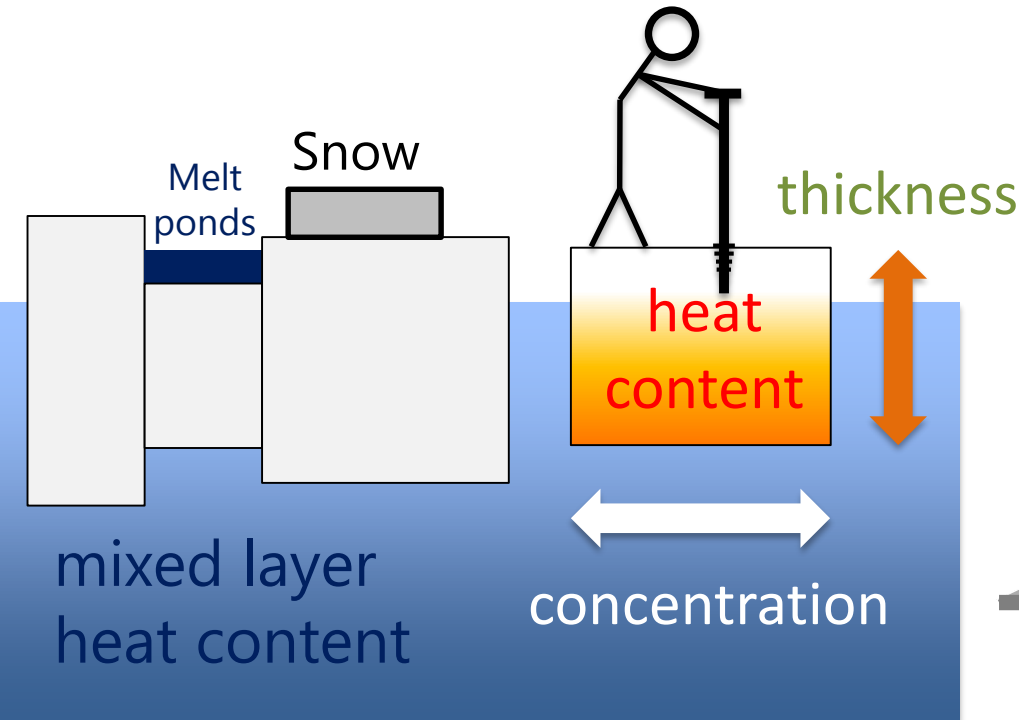 Melt
ponds
Snow
thickness
heat
content
mixed layer
heat content
concentration